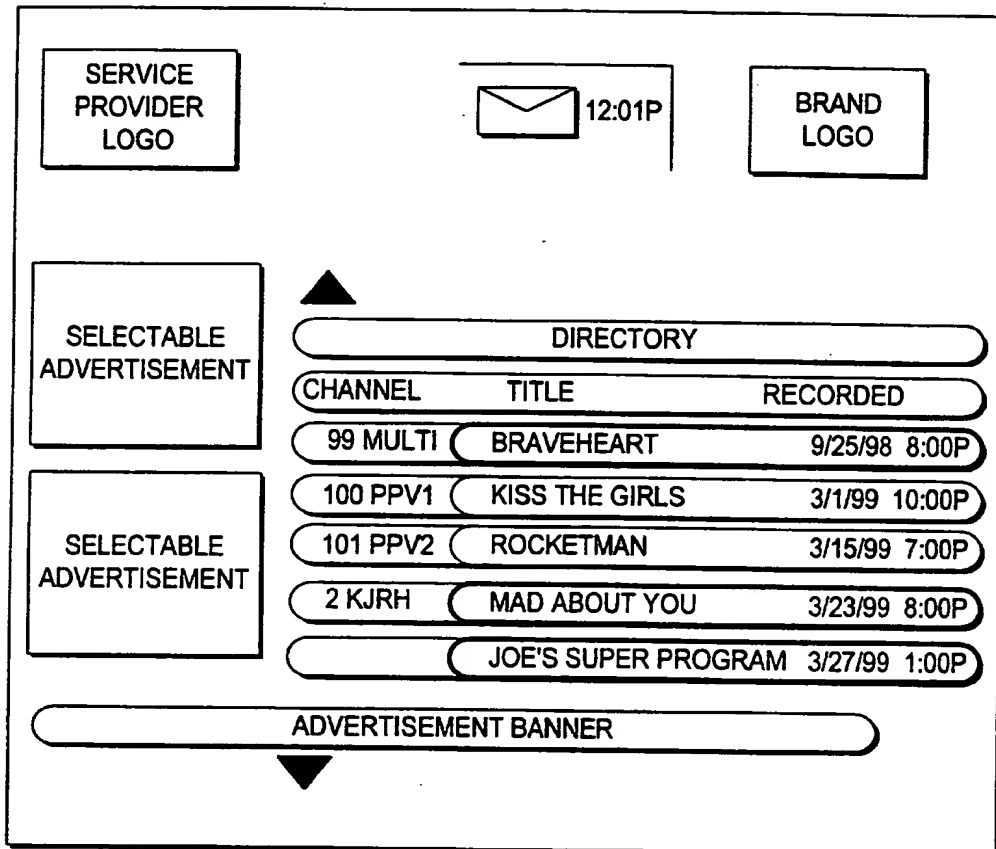 SERVICE
PROVIDER
LOGO
12:01P
BRAND
LOGO
SELECTABLE
ADVERTISEMENT
SELECTABLE
ADVERTISEMENT
DIRECTORY
CHANNEL TITLE RECORDED
99 MULTI BRAVEHEART 9/25/98 8:00P
100 PPV1 KISS THE GIRLS 3/1/99 10:00P
101 PPV2 ROCKETMAN 3/15/99 7:00P
2 KJRH MAD ABOUT YOU 3/23/99 8:00P
JOE'S SUPER PROGRAM 3/27/99 1:00P
ADVERTISEMENT BANNER